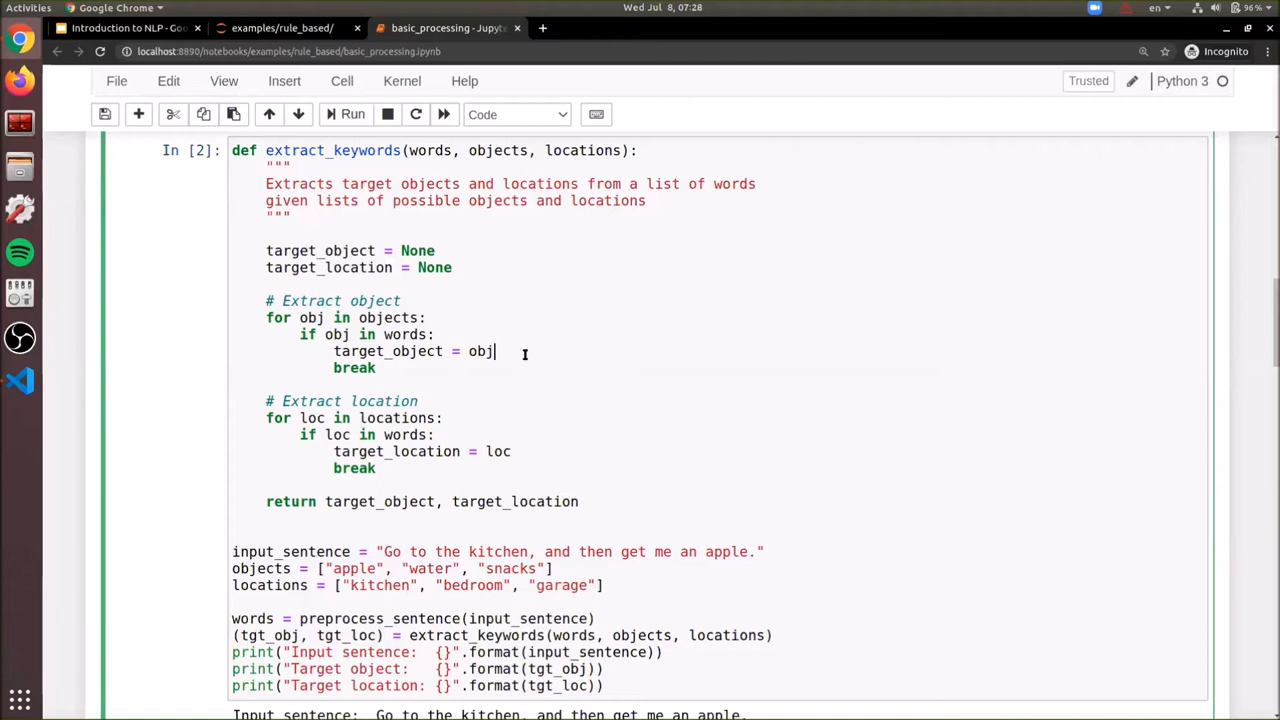 Activities Google Chrome Wed Jul 8, 07:28 en 96%
Introduction to NLP - Goo examples/rule_based/ basic_processing - Jupyte
localhost:8890/notebooks/examples/rule_based/basic_processing.ipynb Incognito
File Edit View Insert Cell Kernel Help Trusted Python 3
Run Code
In [2]: def extract_keywords(words, objects, locations):
"""
Extracts target objects and locations from a list of words
given lists of possible objects and locations
"""
target_object = None
target_location = None
# Extract object
for obj in objects:
if obj in words:
target_object = obj
break
# Extract location
for loc in locations:
if loc in words:
target_location = loc
break
return target_object, target_location
input_sentence = "Go to the kitchen, and then get me an apple."
objects = ["apple", "water", "snacks"]
locations = ["kitchen", "bedroom", "garage"]
words = preprocess_sentence(input_sentence)
(tgt_obj, tgt_loc) = extract_keywords(words, objects, locations)
print("Input sentence:  {}".format(input_sentence))
print("Target object:   {}".format(tgt_obj))
print("Target location: {}".format(tgt_loc))
Input sentence:  Go to the kitchen, and then get me an apple.